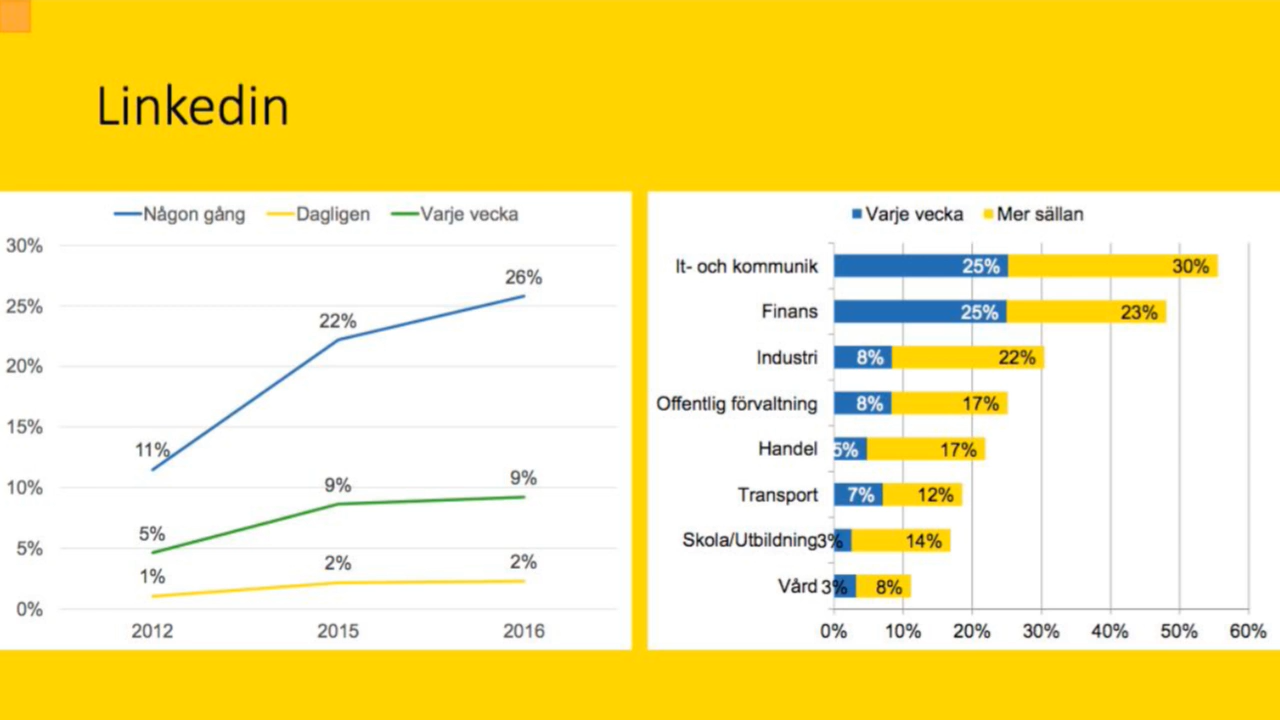 Linkedin
Någon gång Dagligen Varje vecka
30%
25%
20%
15%
10%
5%
0%
11%
22%
26%
5%
9%
9%
1%
2%
2%
2012 2015 2016
Varje vecka Mer sällan
It- och kommunik 25% 30%
Finans 25% 23%
Industri 8% 22%
Offentlig förvaltning 8% 17%
Handel 5% 17%
Transport 7% 12%
Skola/Utbildning 3% 14%
Vård 3% 8%
0% 10% 20% 30% 40% 50% 60%